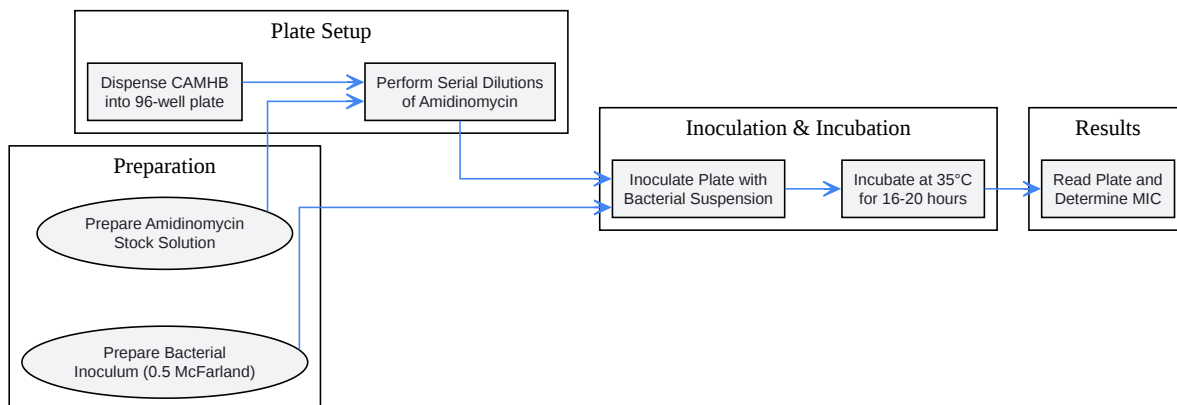 Plate Setup
Dispense CAMHB
into 96-well plate
Perform Serial Dilutions
of Amidinomycin
Preparation
Prepare Amidinomycin
Stock Solution
Prepare Bacterial
Inoculum (0.5 McFarland)
Inoculation & Incubation
Inoculate Plate with
Bacterial Suspension
Incubate at 35°C
for 16-20 hours
Results
Read Plate and
Determine MIC